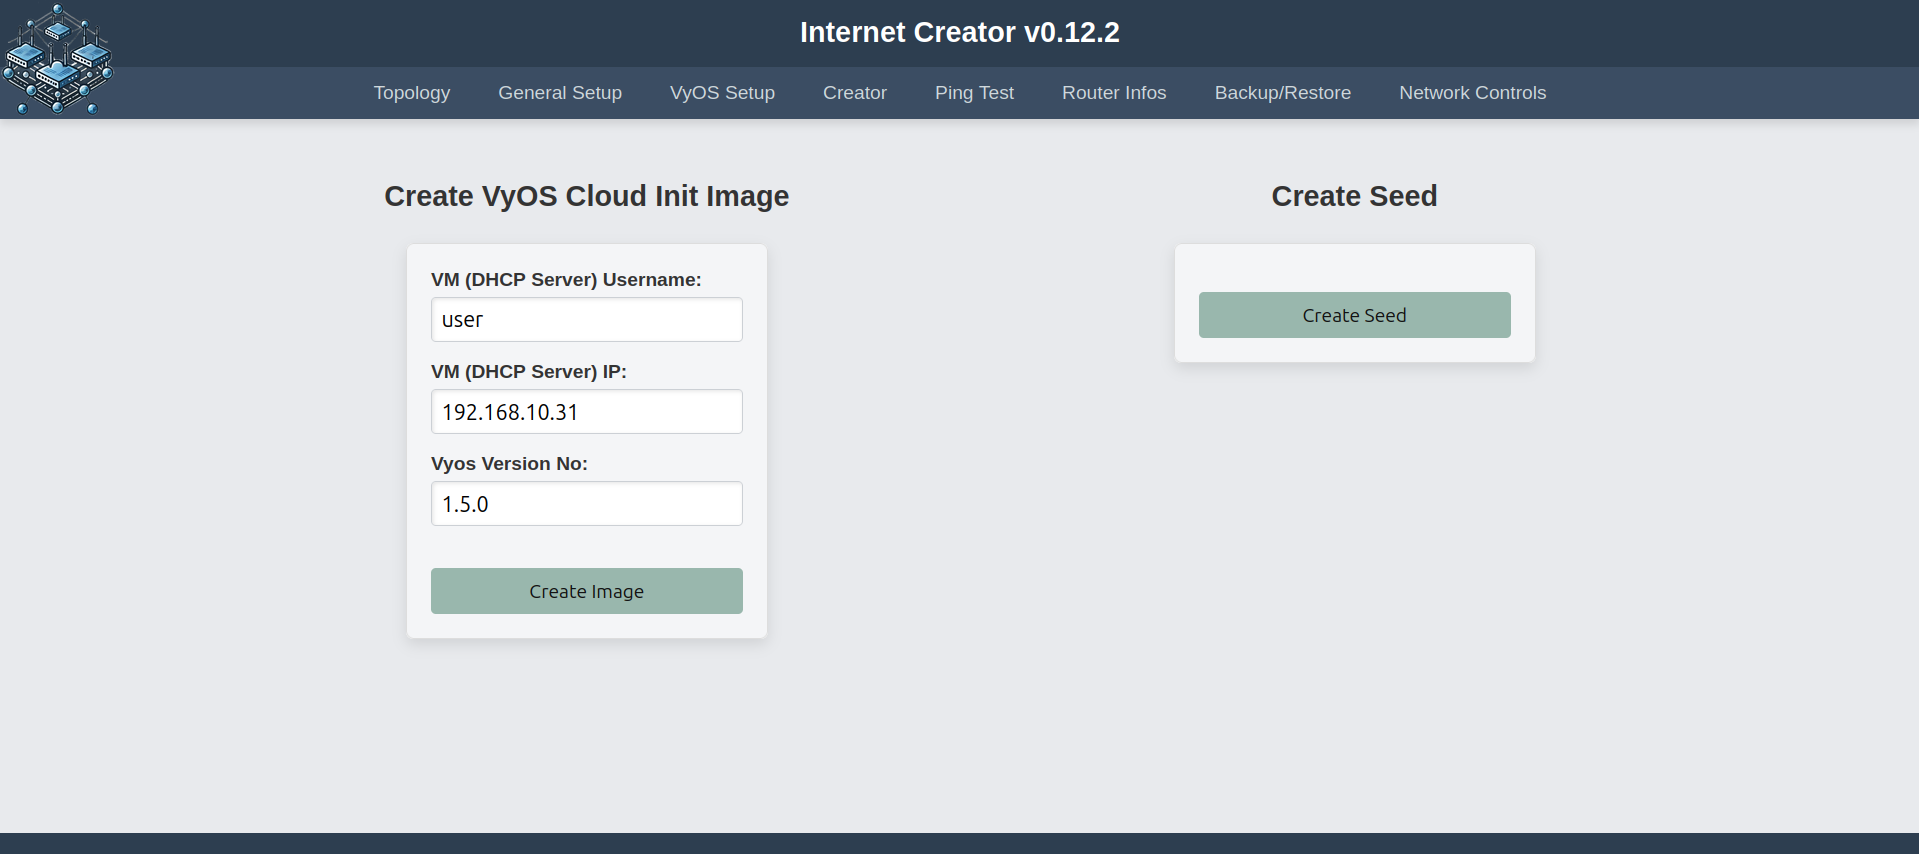 Internet Creator v0.12.2
Topology General Setup VyOS Setup Creator Ping Test Router Infos Backup/Restore Network Controls
Create VyOS Cloud Init Image
VM (DHCP Server) Username:
user
VM (DHCP Server) IP:
192.168.10.31
Vyos Version No:
1.5.0
Create Image
Create Seed
Create Seed